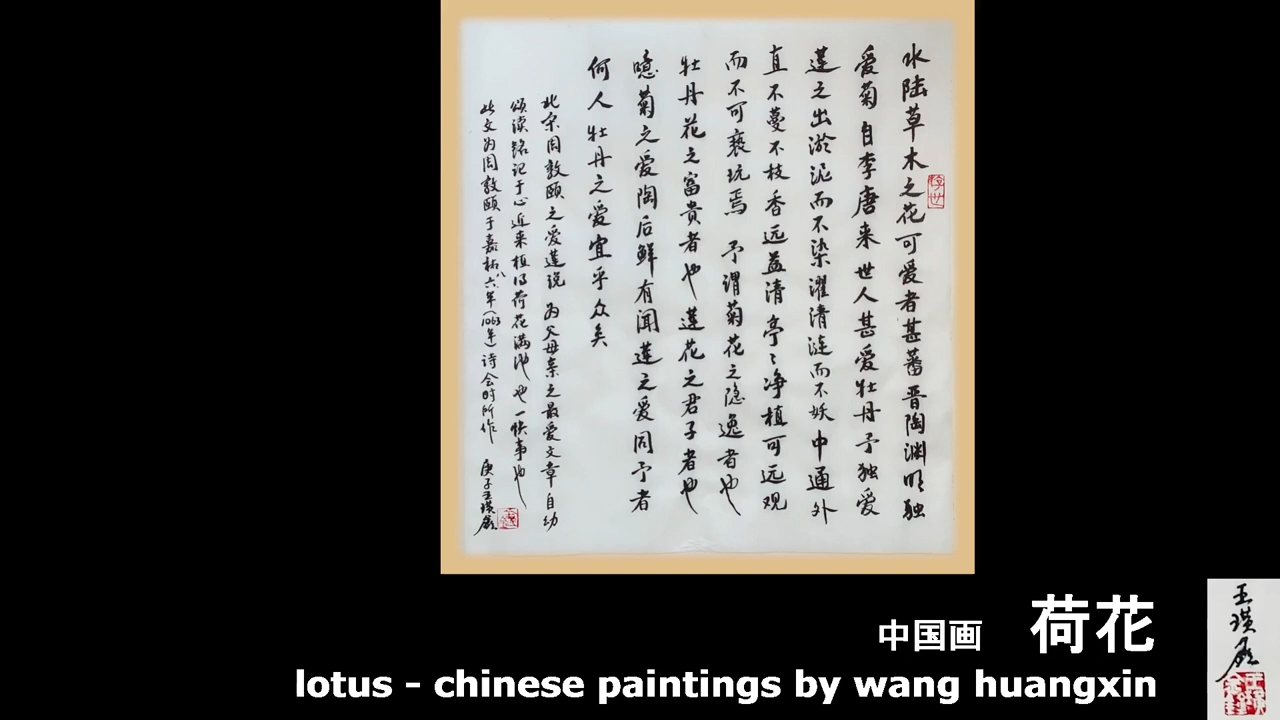 水陆草木之花可爱者甚蕃晋陶渊明独
爱菊自李唐来世人甚爱牡丹予独爱
蓮之出淤泥而不染濯清涟而不妖中通外
直不蔓不枝香远益清亭〻净植可远观
而不可亵玩焉 予谓菊花之隐逸者也
牡丹花之富贵者也蓮花之君子者也
噫菊之爱陶后鲜有闻蓮之爱同予者
何人牡丹之爱宜乎众矣
北宋周敦颐之爱蓮说 为父母亲之最爱文章自幼
颂读铭记于心近来植得荷花满池也一快事也
此文为周敦颐于嘉祐八六年(1063年)诗会时所作 庚子王璜
中国画 荷花
lotus - chinese paintings by wang huangxin
王璜